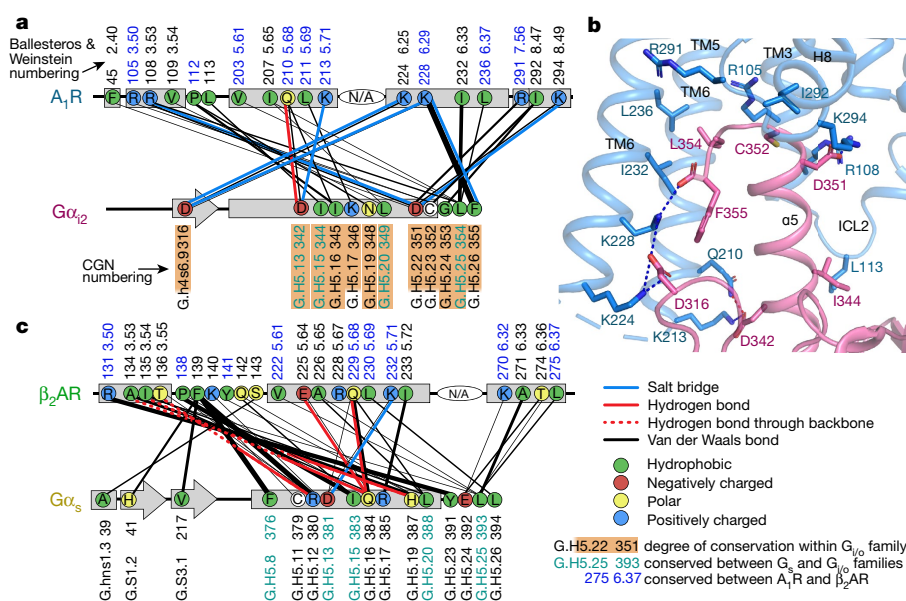 a
Ballesteros & Weinstein numbering
45 2.40
105 3.50
108 3.53
109 3.54
112
113
203 5.61
207 5.65
210 5.68
211 5.69
213 5.71
224 6.25
228 6.29
232 6.33
236 6.37
291 7.56
292 8.47
294 8.49
A₁R
F R R V P L V I Q L K N/A K K I L R I K
Gαi2
D D I I K N L D C G L F
CGN numbering
G.h4s6.9 316
G.H5.13 342
G.H5.15 344
G.H5.16 345
G.H5.17 346
G.H5.19 348
G.H5.20 349
G.H5.22 351
G.H5.23 352
G.H5.24 353
G.H5.25 354
G.H5.26 355
b
R291
TM5
TM3
H8
R105
TM6
I292
L236
K294
L354
C352
TM6
R108
I232
D351
F355
α5
ICL2
K228
Q210
L113
D316
I344
K224
K213
D342
c
131 3.50
134 3.53
135 3.54
136 3.55
138
139
140
141
142
143
222 5.61
225 5.64
226 5.65
228 5.67
229 5.68
230 5.69
232 5.71
233 5.72
270 6.32
271 6.33
274 6.36
275 6.37
β₂AR
R A I T P F K Y Q S V E A R Q L K I N/A K A T L
Gαs
A H V F C R D I Q R H L Y E L L
G.hns1.3 39
G.S1.2 41
G.S3.1 217
G.H5.8 376
G.H5.11 379
G.H5.12 380
G.H5.13 381
G.H5.15 383
G.H5.16 384
G.H5.17 385
G.H5.19 387
G.H5.20 388
G.H5.23 391
G.H5.24 392
G.H5.25 393
G.H5.26 394
Salt bridge
Hydrogen bond
Hydrogen bond through backbone
Van der Waals bond
Hydrophobic
Negatively charged
Polar
Positively charged
G.H5.22 351 degree of conservation within Gi/o family
G.H5.25 393 conserved between Gs and Gi/o families
275 6.37 conserved between A₁R and β₂AR